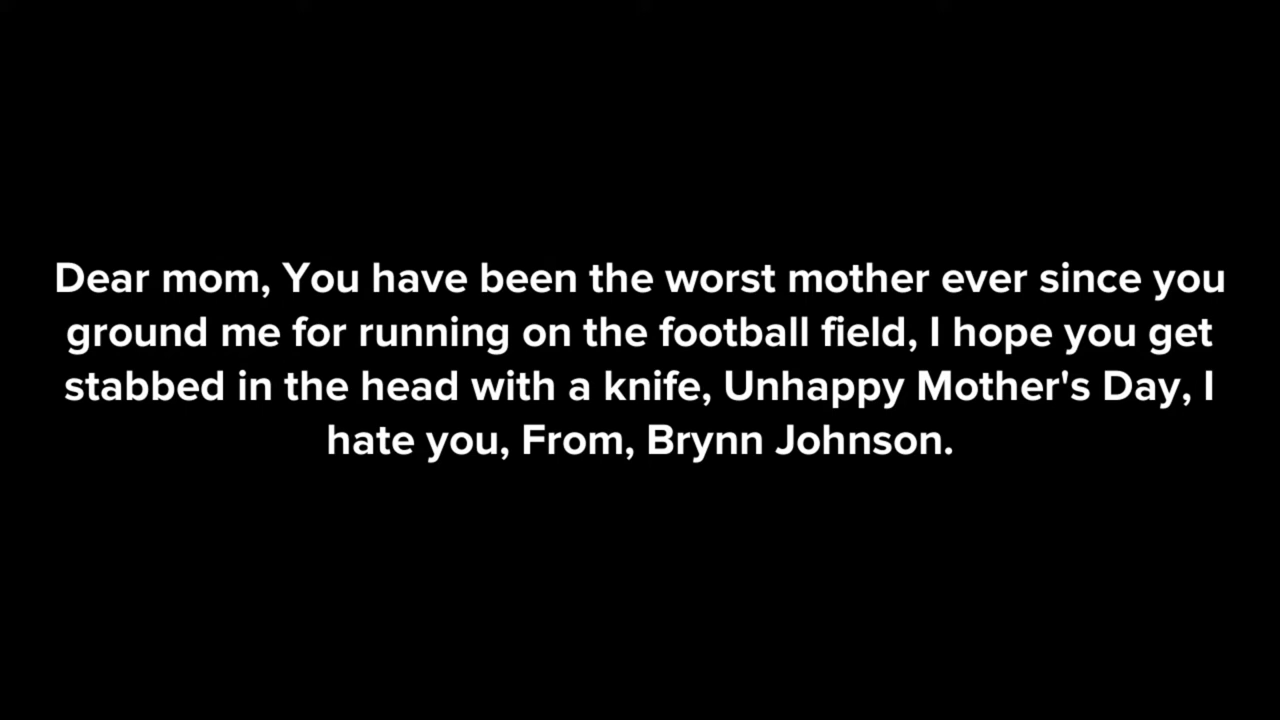 Dear mom, You have been the worst mother ever since you
ground me for running on the football field, I hope you get
stabbed in the head with a knife, Unhappy Mother's Day, I
hate you, From, Brynn Johnson.